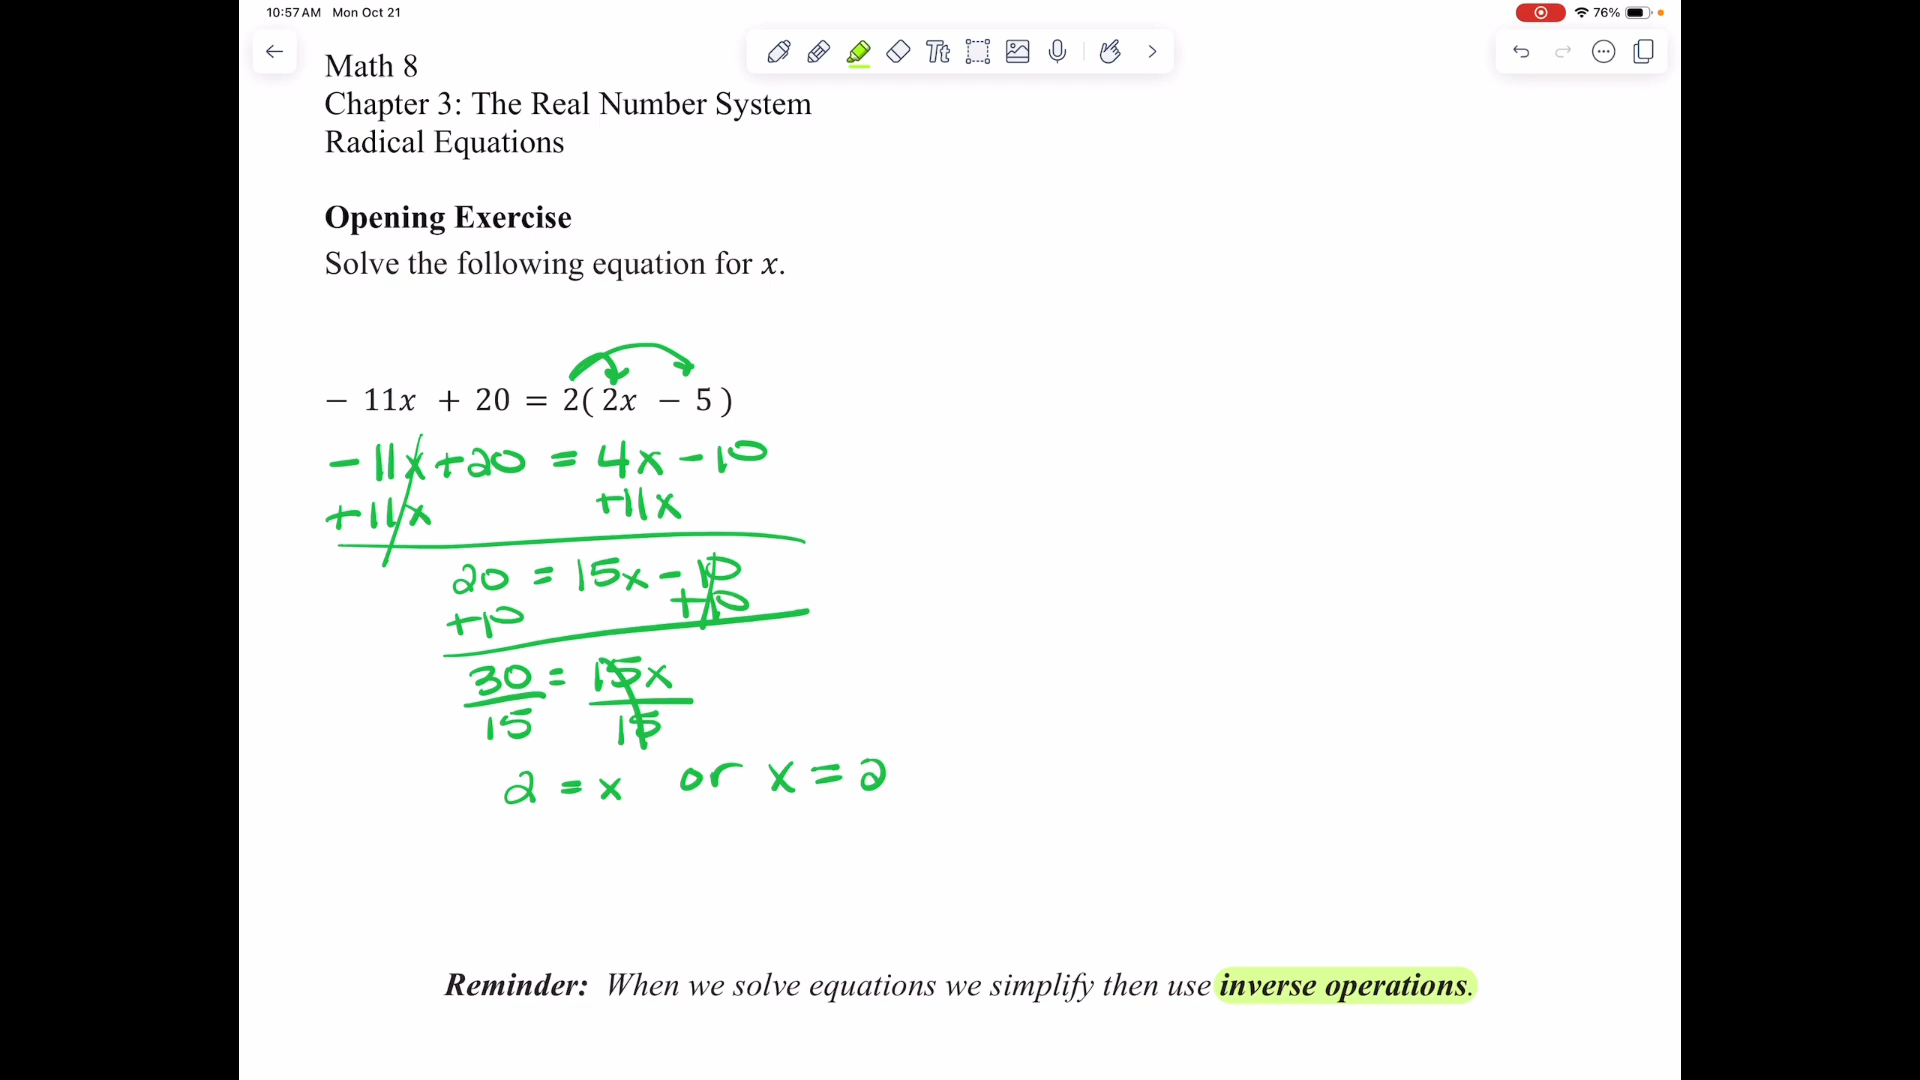 10:57 AM Mon Oct 21
76%
Tt
Math 8
Chapter 3: The Real Number System
Radical Equations
Opening Exercise
Solve the following equation for x.
− 11x + 20 = 2( 2x − 5 )
-11x+20 = 4x-10
+11x +11x
20 = 15x-10
+10 +10
30 = 15x
15 15
2 = x or x = 2
Reminder: When we solve equations we simplify then use inverse operations.